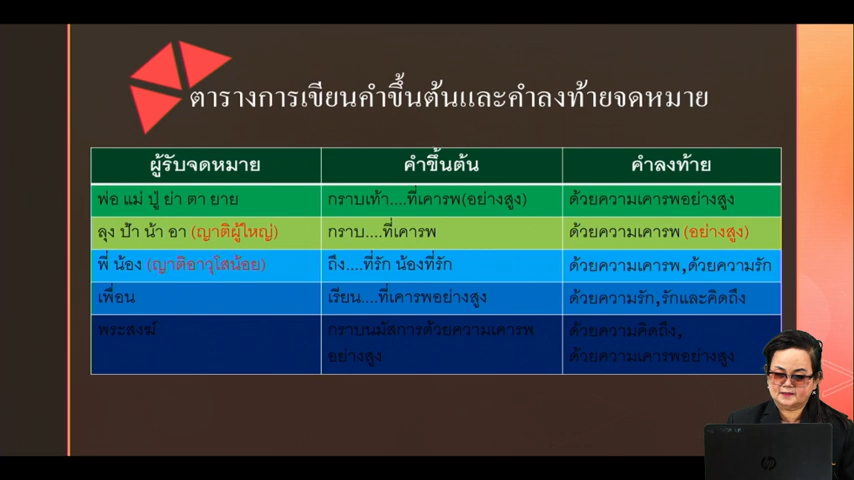 ตารางการเขียนคำขึ้นต้นและคำลงท้ายจดหมาย
ผู้รับจดหมาย คำขึ้นต้น คำลงท้าย
พ่อ แม่ ปู่ ย่า ตา ยาย กราบเท้า....ที่เคารพ(อย่างสูง) ด้วยความเคารพอย่างสูง
ลุง ป้า น้า อา (ญาติผู้ใหญ่) กราบ....ที่เคารพ ด้วยความเคารพ (อย่างสูง)
พี่ น้อง (ญาติอาวุโสน้อย) ถึง....ที่รัก น้องที่รัก ด้วยความเคารพ,ด้วยความรัก
เพื่อน เรียน....ที่เคารพอย่างสูง ด้วยความรัก,รักและคิดถึง
พระสงฆ์ กราบนมัสการด้วยความเคารพ ด้วยความคิดถึง,
อย่างสูง ด้วยความเคารพอย่างสูง
hp